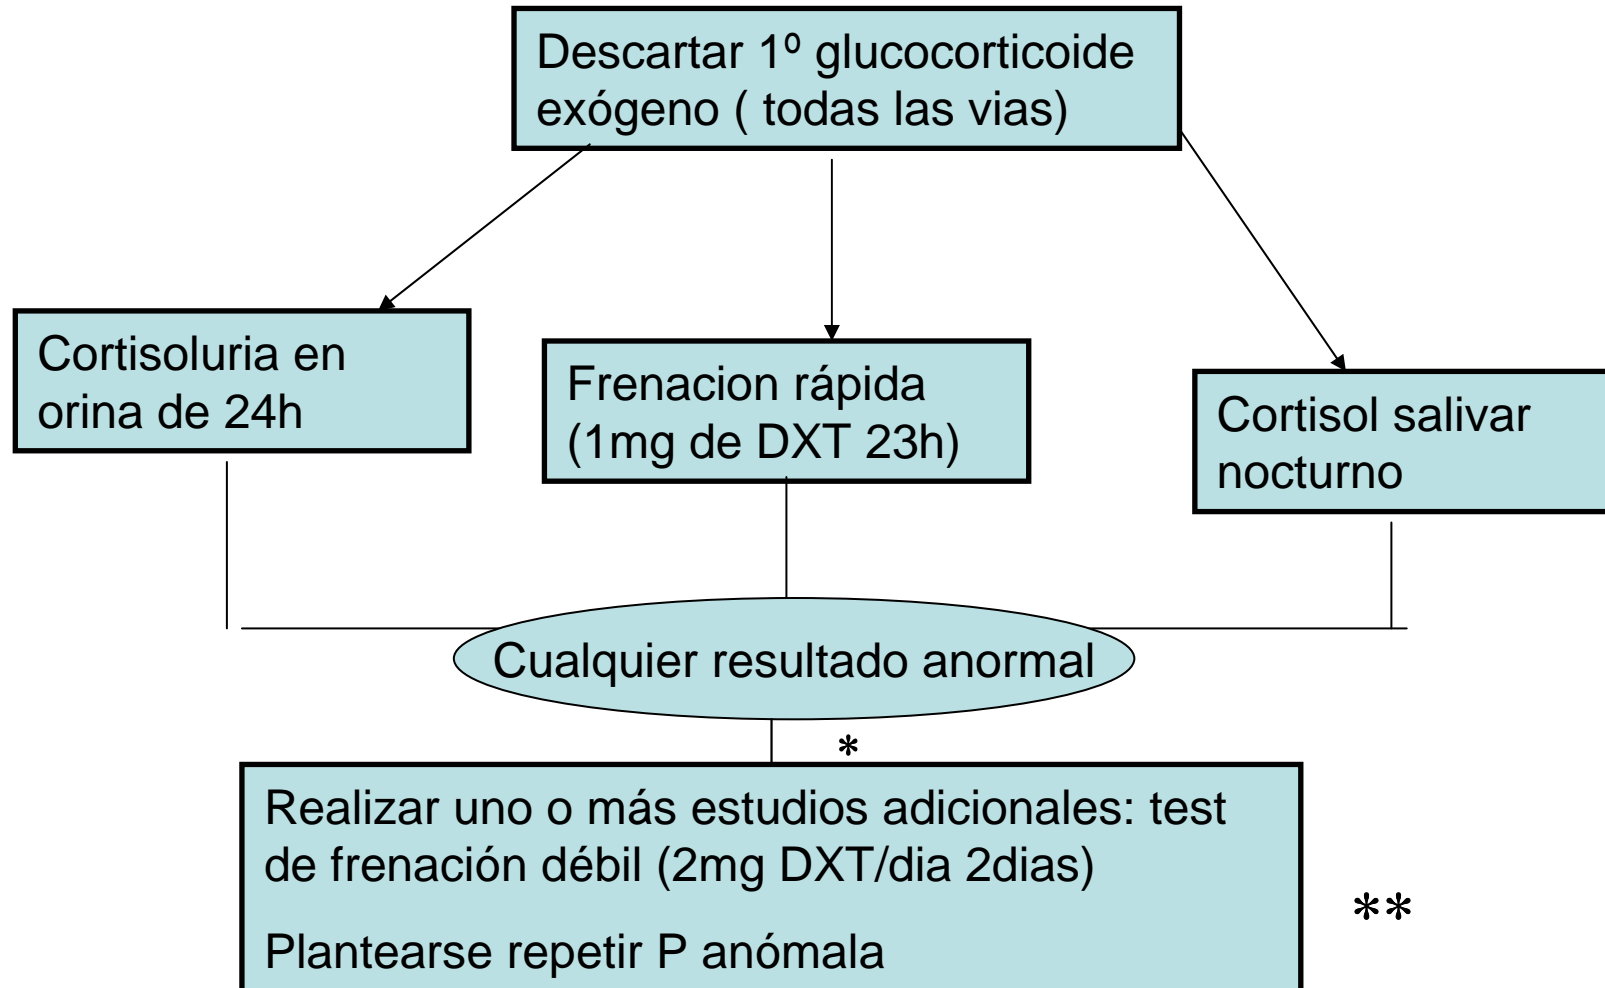 Descartar 1º glucocorticoide
exógeno ( todas las vias)
Cortisoluria en
orina de 24h
Frenacion rápida
(1mg de DXT 23h)
Cortisol salivar
nocturno
Cualquier resultado anormal
*
Realizar uno o más estudios adicionales: test
de frenación débil (2mg DXT/dia 2dias)
Plantearse repetir P anómala
**